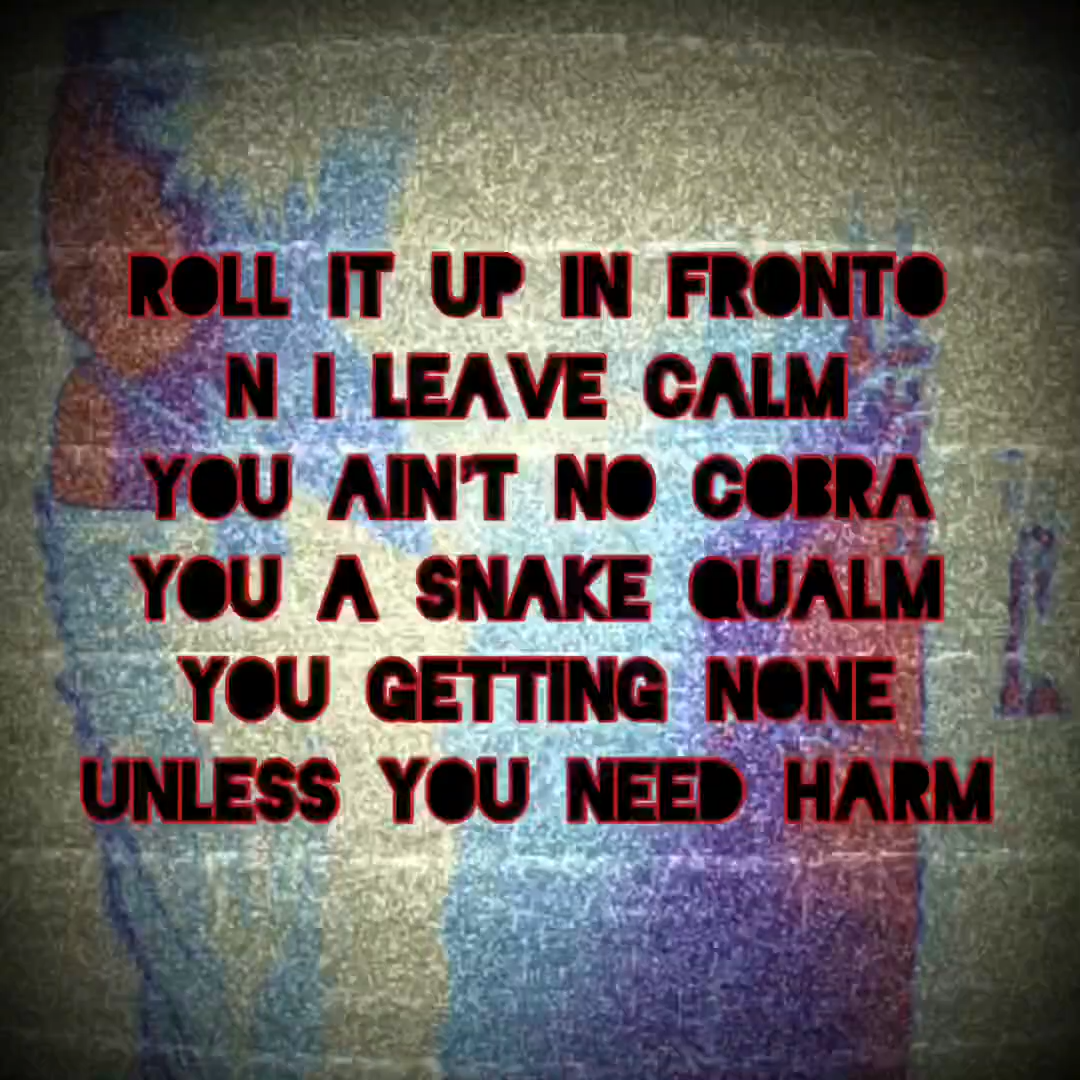 ROLL IT UP IN FRONTO
N I LEAVE CALM
YOU AIN'T NO COBRA
YOU A SNAKE QUALM
YOU GETTING NONE
UNLESS YOU NEED HARM